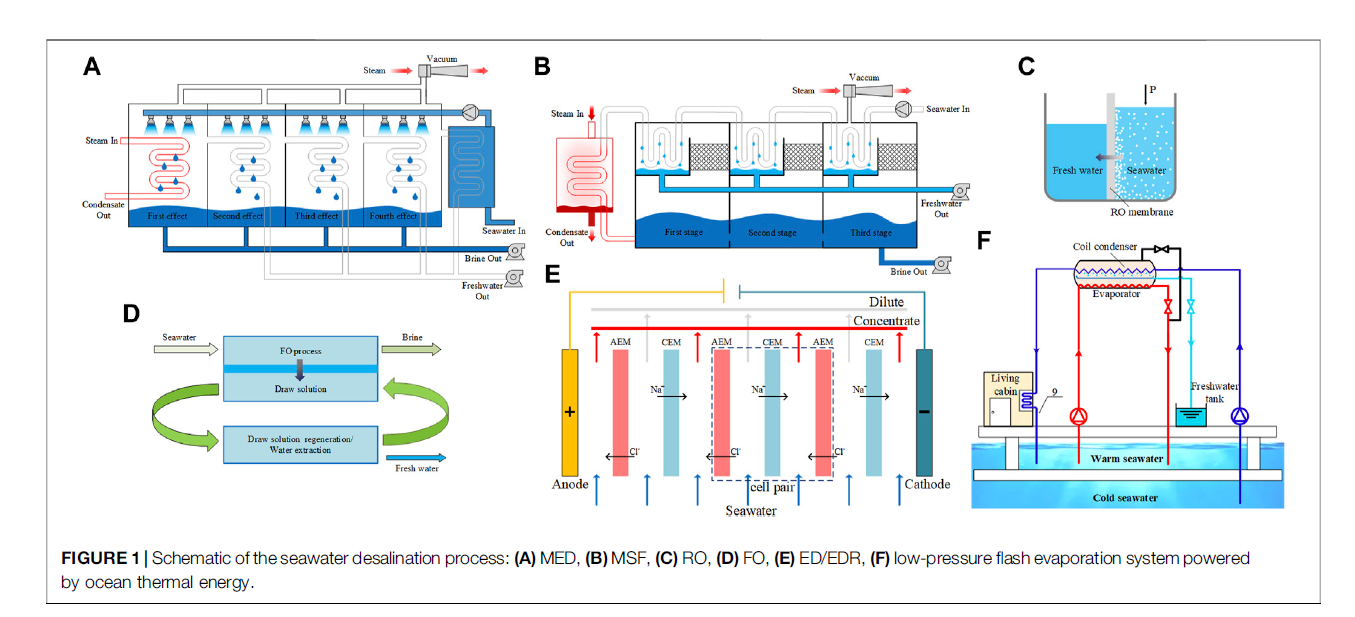 A
Vacuum
Steam
Steam In
Condensate
Out
First effect
Second effect
Third effect
Fourth effect
Seawater In
Brine Out
Freshwater
Out
B
Vaccum
Steam
Seawater In
Steam In
Condensate
Out
First stage
Second stage
Third stage
Freshwater
Out
Brine Out
C
P
Fresh water
Seawater
RO membrane
D
Seawater
Brine
FO process
Draw solution
Draw solution regeneration/
Water extraction
Fresh water
E
Dilute
Concentrate
AEM
CEM
AEM
CEM
AEM
CEM
Na⁻
Na⁻
Na⁻
+
−
Cl⁻
Cl⁻
Cl⁻
Anode
cell pair
Cathode
Seawater
F
Coil condenser
Evaporator
Living
cabin
9
Freshwater
tank
Warm seawater
Cold seawater
FIGURE 1 | Schematic of the seawater desalination process: (A) MED, (B) MSF, (C) RO, (D) FO, (E) ED/EDR, (F) low-pressure flash evaporation system powered
by ocean thermal energy.